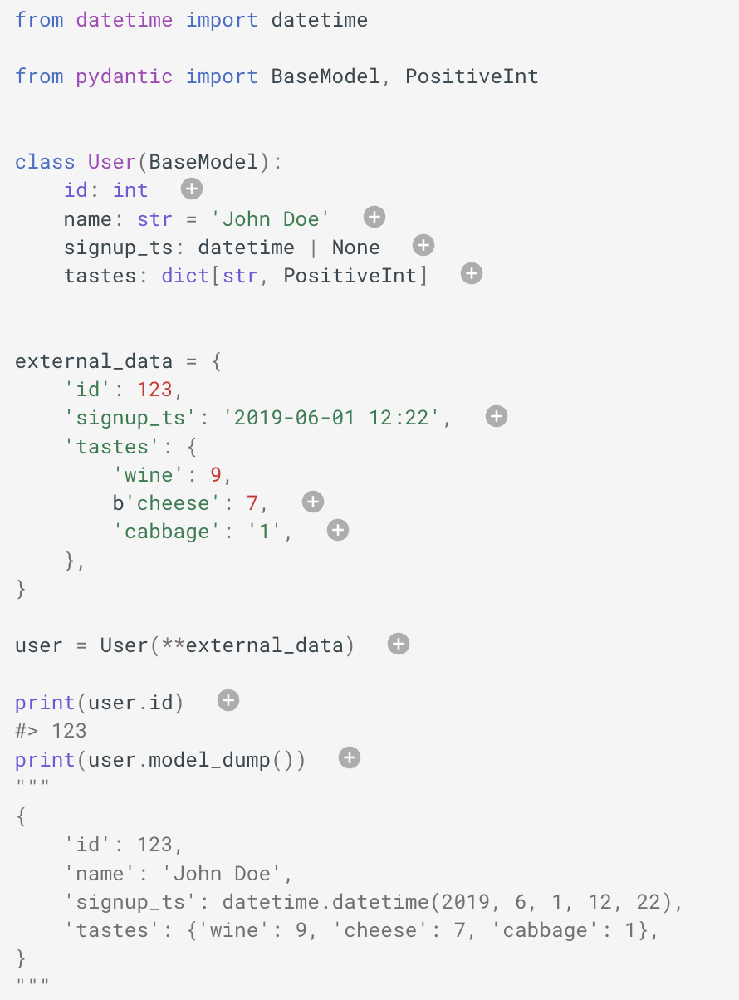 from datetime import datetime

from pydantic import BaseModel, PositiveInt


class User(BaseModel):
    id: int
    name: str = 'John Doe'
    signup_ts: datetime | None
    tastes: dict[str, PositiveInt]


external_data = {
    'id': 123,
    'signup_ts': '2019-06-01 12:22',
    'tastes': {
        'wine': 9,
        b'cheese': 7,
        'cabbage': '1',
    },
}

user = User(**external_data)

print(user.id)
#> 123
print(user.model_dump())
"""
{
    'id': 123,
    'name': 'John Doe',
    'signup_ts': datetime.datetime(2019, 6, 1, 12, 22),
    'tastes': {'wine': 9, 'cheese': 7, 'cabbage': 1},
}
"""